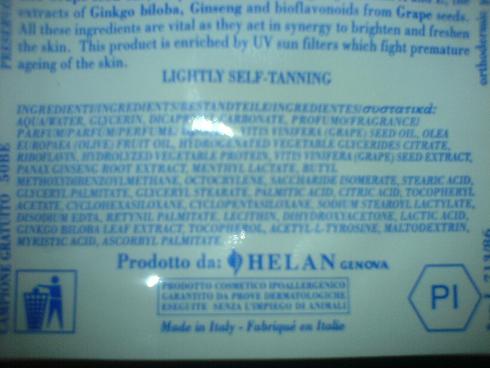 extracts of Ginkgo biloba, Ginseng and bioflavonoids from Grape seeds.
All these ingredients are vital as they act in synergy to brighten and freshen
the skin. This product is enriched by UV sun filters which fight premature
ageing of the skin.
LIGHTLY SELF-TANNING
INGREDIENTI/INGREDIENTS/BESTANDTEILE/INGREDIENTES/συστατικά:
AQUA/WATER, GLYCERIN, CARBONATE, PROFUMO/FRAGRANCE/
PARFUM/PARFUM/PERFUME, VITIS VINIFERA (GRAPE) SEED OIL, OLEA
EUROPAEA (OLIVE) FRUIT OIL, HYDROGENATED VEGETABLE GLYCERIDES CITRATE,
RIBOFLAVIN, HYDROLYZED VEGETABLE PROTEIN, VITIS VINIFERA (GRAPE) SEED EXTRACT,
PANAX GINSENG ROOT EXTRACT, MENTHYL LACTATE, BUTYL
METHOXYDIBENZOYLMETHANE, OCTOCRYLENE, SACCHARIDE ISOMERATE, STEARIC ACID,
GLYCERYL PALMITATE, GLYCERYL STEARATE, PALMITIC ACID, CITRIC ACID, TOCOPHERYL
ACETATE, CYCLOHEXASILOXANE, CYCLOPENTASILOXANE, SODIUM STEAROYL LACTYLATE,
DISODIUM EDTA, RETYNIL PALMITATE, LECITHIN, DIHYDROXYACETONE, LACTIC ACID,
GINKGO BILOBA LEAF EXTRACT, TOCOPHEROL, ACETYL-L-TYROSINE, MALTODEXTRIN,
MYRISTIC ACID, ASCORBYL PALMITATE
Prodotto da: HELAN GENOVA
PRODOTTO COSMETICO IPOALLERGENICO
GARANTITO DA PROVE DERMATOLOGICHE
ESEGUITE SENZA L'IMPIEGO DI ANIMALI
Made in Italy - Fabriqué en Italie
PI
CAMPIONE GRATUITO
orthodermic